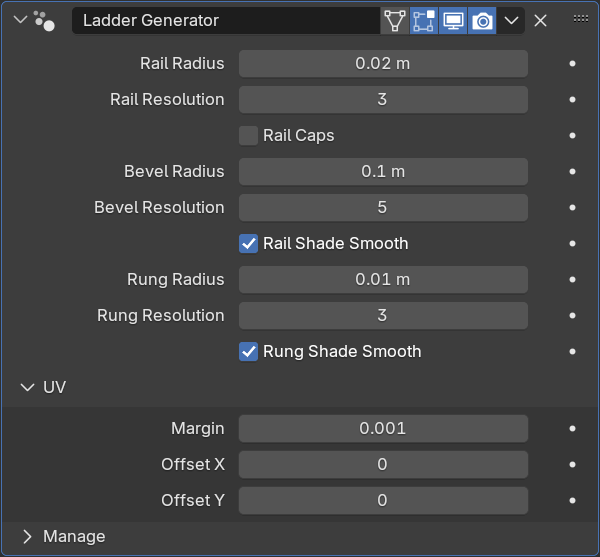 Ladder Generator
Rail Radius 0.02 m
Rail Resolution 3
Rail Caps
Bevel Radius 0.1 m
Bevel Resolution 5
Rail Shade Smooth
Rung Radius 0.01 m
Rung Resolution 3
Rung Shade Smooth
UV
Margin 0.001
Offset X 0
Offset Y 0
Manage